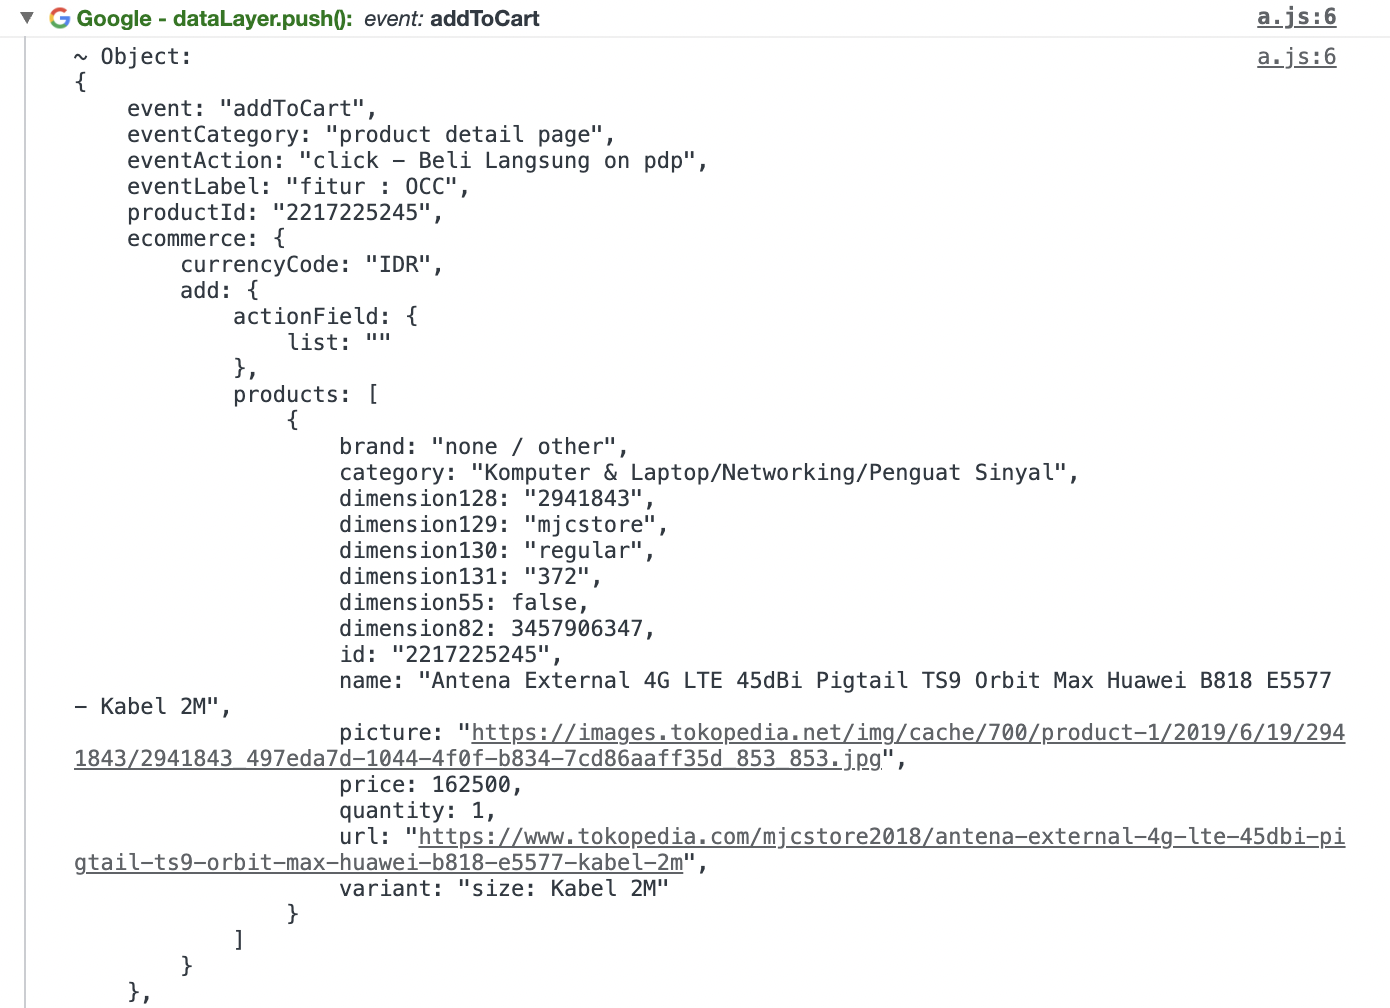 ▼ Google - dataLayer.push(): event: addToCart a.js:6
~ Object: a.js:6
{
event: "addToCart",
eventCategory: "product detail page",
eventAction: "click – Beli Langsung on pdp",
eventLabel: "fitur : OCC",
productId: "2217225245",
ecommerce: {
currencyCode: "IDR",
add: {
actionField: {
list: ""
},
products: [
{
brand: "none / other",
category: "Komputer & Laptop/Networking/Penguat Sinyal",
dimension128: "2941843",
dimension129: "mjcstore",
dimension130: "regular",
dimension131: "372",
dimension55: false,
dimension82: 3457906347,
id: "2217225245",
name: "Antena External 4G LTE 45dBi Pigtail TS9 Orbit Max Huawei B818 E5577
– Kabel 2M",
picture: "https://images.tokopedia.net/img/cache/700/product-1/2019/6/19/294
1843/2941843_497eda7d-1044-4f0f-b834-7cd86aaff35d_853_853.jpg",
price: 162500,
quantity: 1,
url: "https://www.tokopedia.com/mjcstore2018/antena-external-4g-lte-45dbi-pi
gtail-ts9-orbit-max-huawei-b818-e5577-kabel-2m",
variant: "size: Kabel 2M"
}
]
}
},